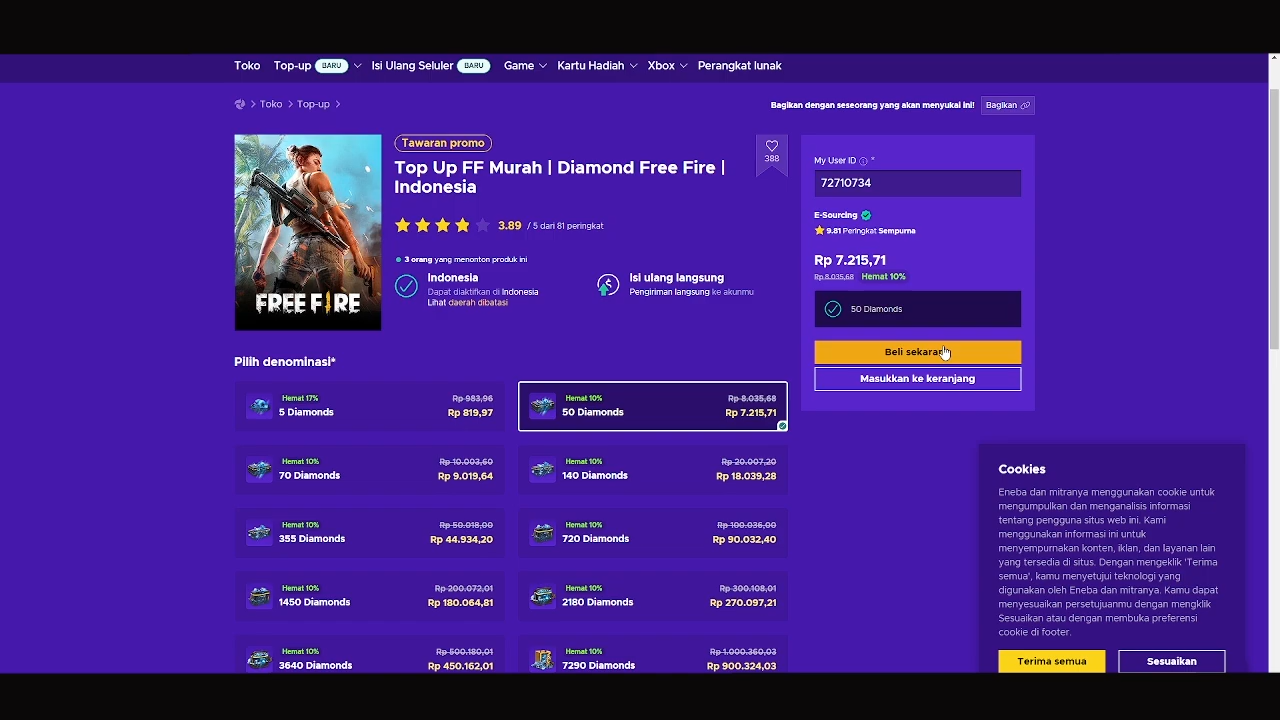 Toko
Top-up BARU
Isi Ulang Seluler BARU
Game
Kartu Hadiah
Xbox
Perangkat lunak
Toko
Top-up
Bagikan dengan seseorang yang akan menyukai ini!
Bagikan
FREE FIRE
Tawaran promo
Top Up FF Murah | Diamond Free Fire |
Indonesia
388
3.89 / 5 dari 81 peringkat
3 orang yang menonton produk ini
Indonesia
Dapat diaktifkan di Indonesia
Lihat daerah dibatasi
Isi ulang langsung
Pengiriman langsung ke akunmu
My User ID *
72710734
E-Sourcing
9.81 Peringkat Sempurna
Rp 7.215,71
Rp 8.035,68 Hemat 10%
50 Diamonds
Beli sekarang
Masukkan ke keranjang
Pilih denominasi*
Hemat 17% Rp 983,96
5 Diamonds Rp 819,97
Hemat 10% Rp 8.035,68
50 Diamonds Rp 7.215,71
Hemat 10% Rp 10.003,60
70 Diamonds Rp 9.019,64
Hemat 10% Rp 20.007,20
140 Diamonds Rp 18.039,28
Hemat 10% Rp 50.018,00
355 Diamonds Rp 44.934,20
Hemat 10% Rp 100.036,00
720 Diamonds Rp 90.032,40
Hemat 10% Rp 200.072,01
1450 Diamonds Rp 180.064,81
Hemat 10% Rp 300.108,01
2180 Diamonds Rp 270.097,21
Hemat 10% Rp 500.180,01
3640 Diamonds Rp 450.162,01
Hemat 10% Rp 1.000.360,03
7290 Diamonds Rp 900.324,03
Cookies
Eneba dan mitranya menggunakan cookie untuk
mengumpulkan dan menganalisis informasi
tentang pengguna situs web ini. Kami
menggunakan informasi ini untuk
menyempurnakan konten, iklan, dan layanan lain
yang tersedia di situs. Dengan mengeklik 'Terima
semua', kamu menyetujui teknologi yang
digunakan oleh Eneba dan mitranya. Kamu dapat
menyesuaikan persetujuanmu dengan mengklik
Sesuaikan atau dengan membuka preferensi
cookie di footer.
Terima semua
Sesuaikan